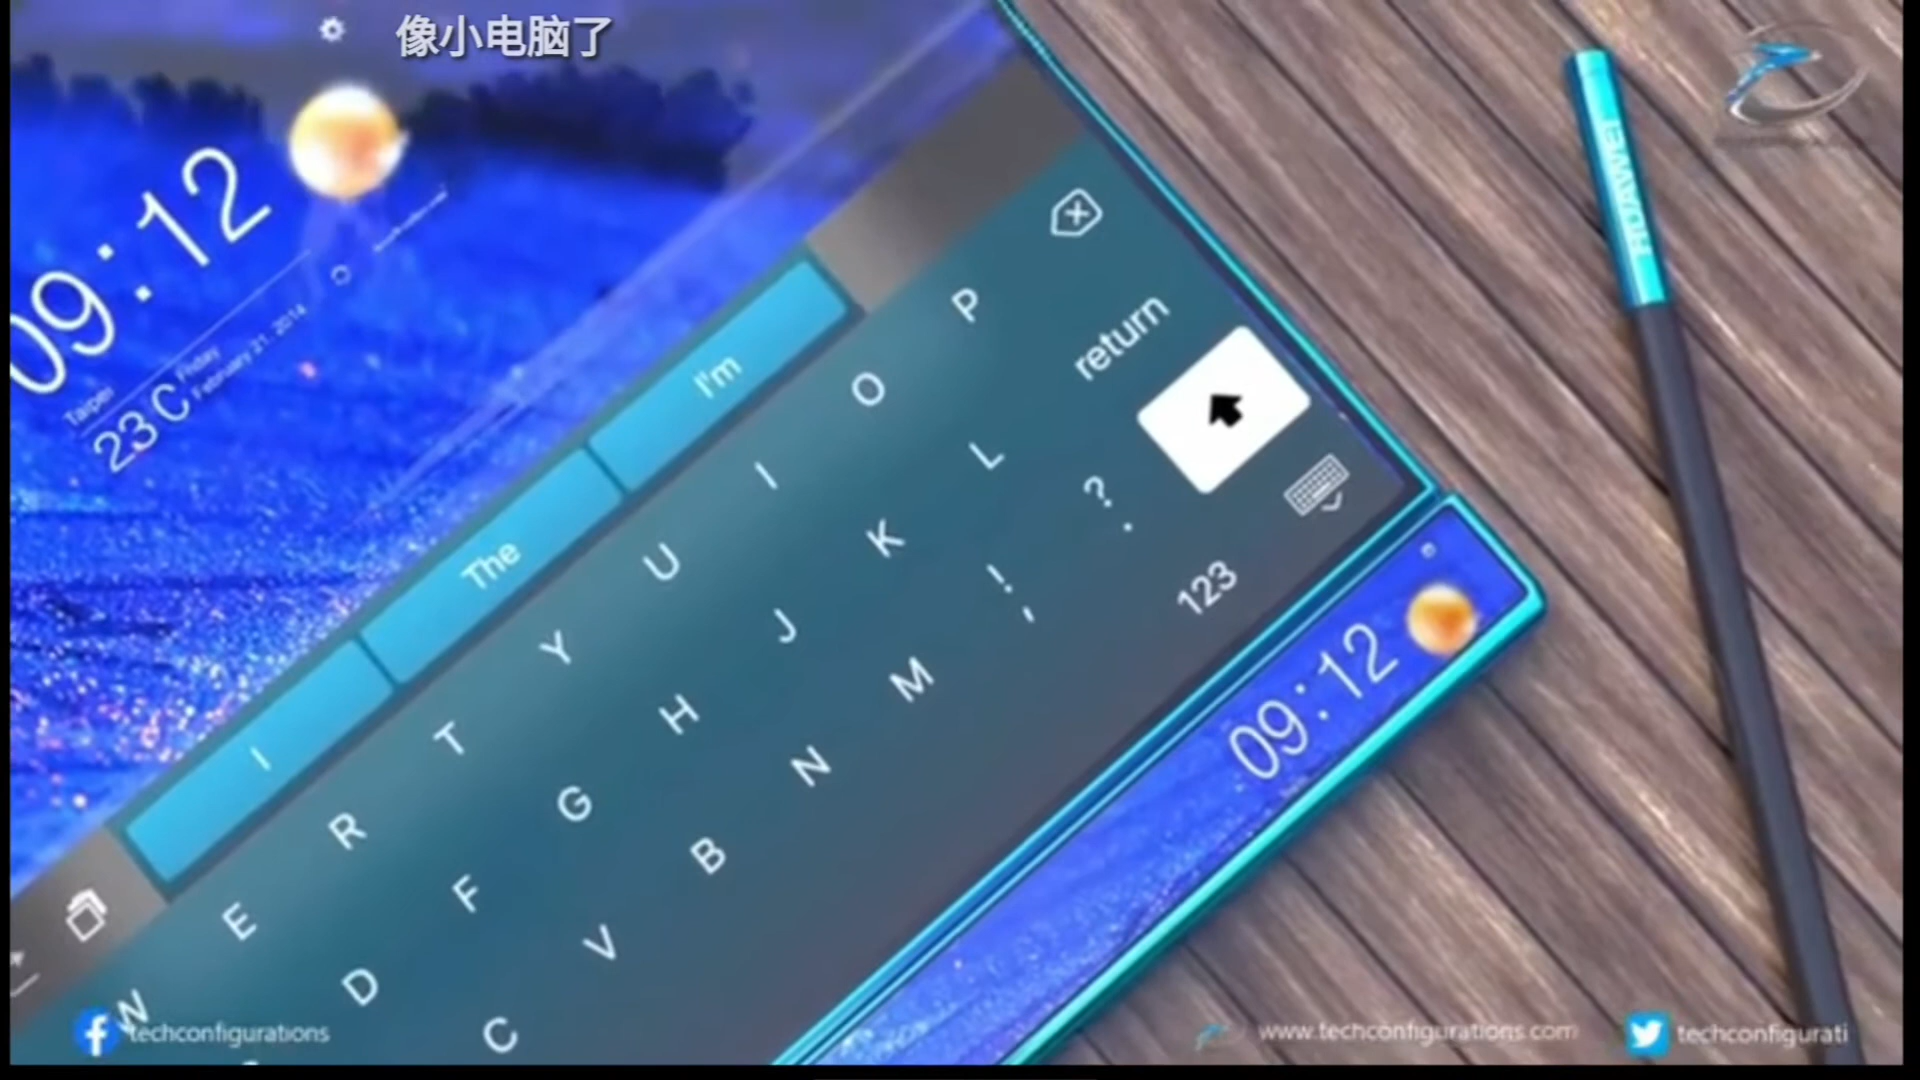 像小电脑了
09:12
Taipei
23C
Friday
February 21. 2014
HUAWEI
I
The
I'm
W E R T Y U I O P
D F G H J K L return
C V B N M ! , ? .
123
09:12
techconfigurations
www.techconfigurations.com
techconfigurati